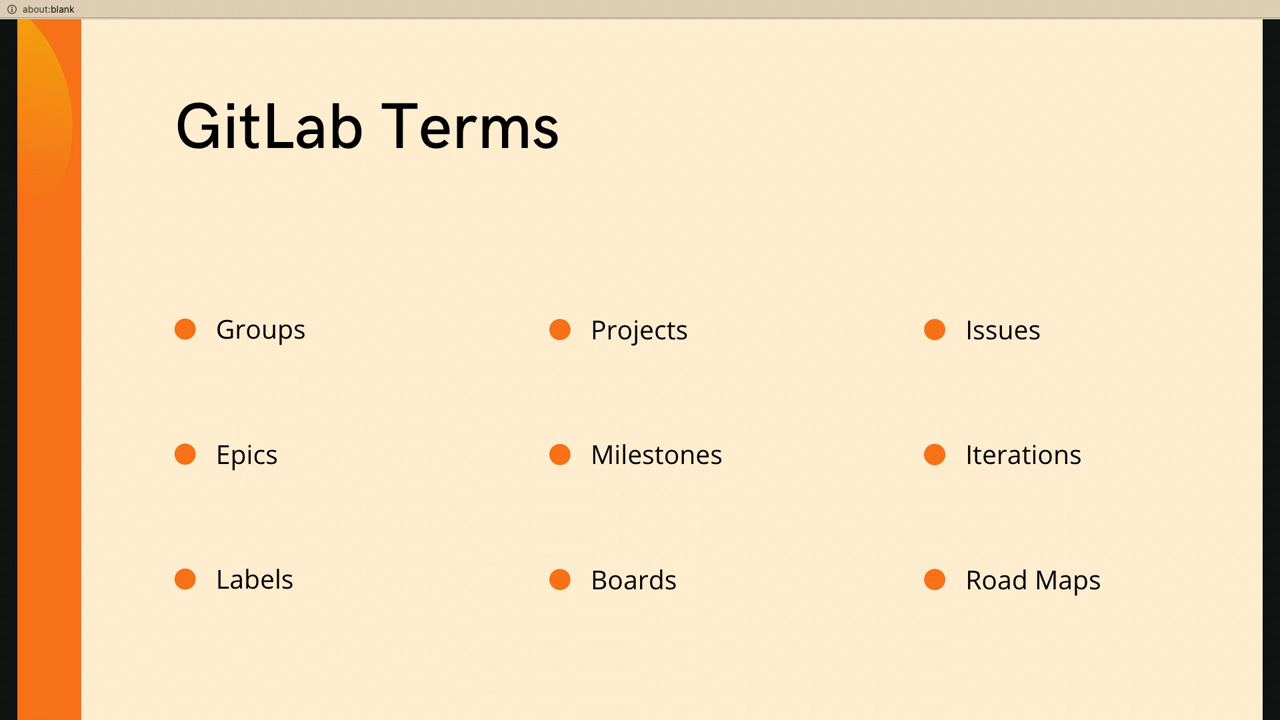 about:blank
GitLab Terms
Groups
Projects
Issues
Epics
Milestones
Iterations
Labels
Boards
Road Maps